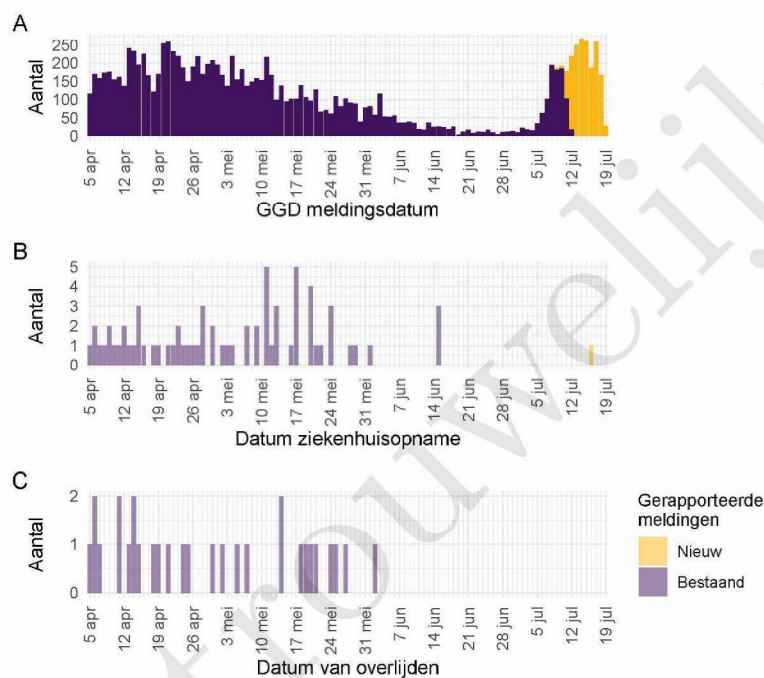 A
Aantal
250
200
150
100
50
0
5 apr
12 apr
19 apr
26 apr
3 mei
10 mei
17 mei
24 mei
31 mei
7 jun
14 jun
21 jun
28 jun
5 jul
12 jul
19 jul
GGD meldingsdatum
B
Aantal
5
4
3
2
1
0
5 apr
12 apr
19 apr
26 apr
3 mei
10 mei
17 mei
24 mei
31 mei
7 jun
14 jun
21 jun
28 jun
5 jul
12 jul
19 jul
Datum ziekenhuisopname
C
Aantal
2
1
0
5 apr
12 apr
19 apr
26 apr
3 mei
10 mei
17 mei
24 mei
31 mei
7 jun
14 jun
21 jun
28 jun
5 jul
12 jul
19 jul
Datum van overlijden
Gerapporteerde
meldingen
Nieuw
Bestaand
trouwelijk